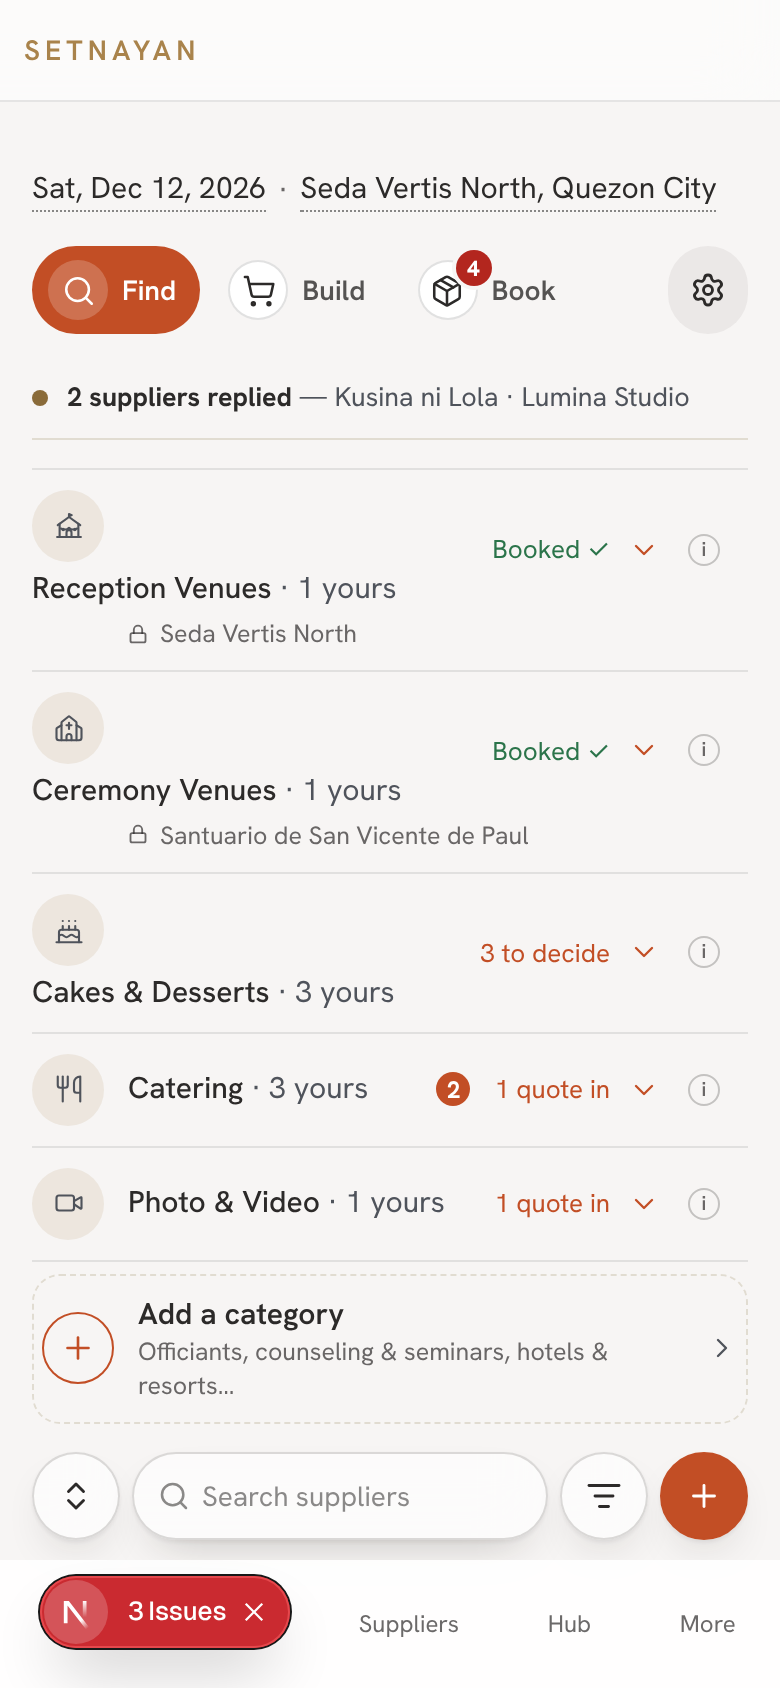 SETNAYAN
Sat, Dec 12, 2026 · Seda Vertis North, Quezon City
Find
Build
4
Book
2 suppliers replied — Kusina ni Lola · Lumina Studio
Booked ✓
i
Reception Venues · 1 yours
Seda Vertis North
Booked ✓
i
Ceremony Venues · 1 yours
Santuario de San Vicente de Paul
3 to decide
i
Cakes & Desserts · 3 yours
Catering · 3 yours
2
1 quote in
i
Photo & Video · 1 yours
1 quote in
i
Add a category
Officiants, counseling & seminars, hotels &
resorts...
Search suppliers
N
3 Issues
Suppliers
Hub
More